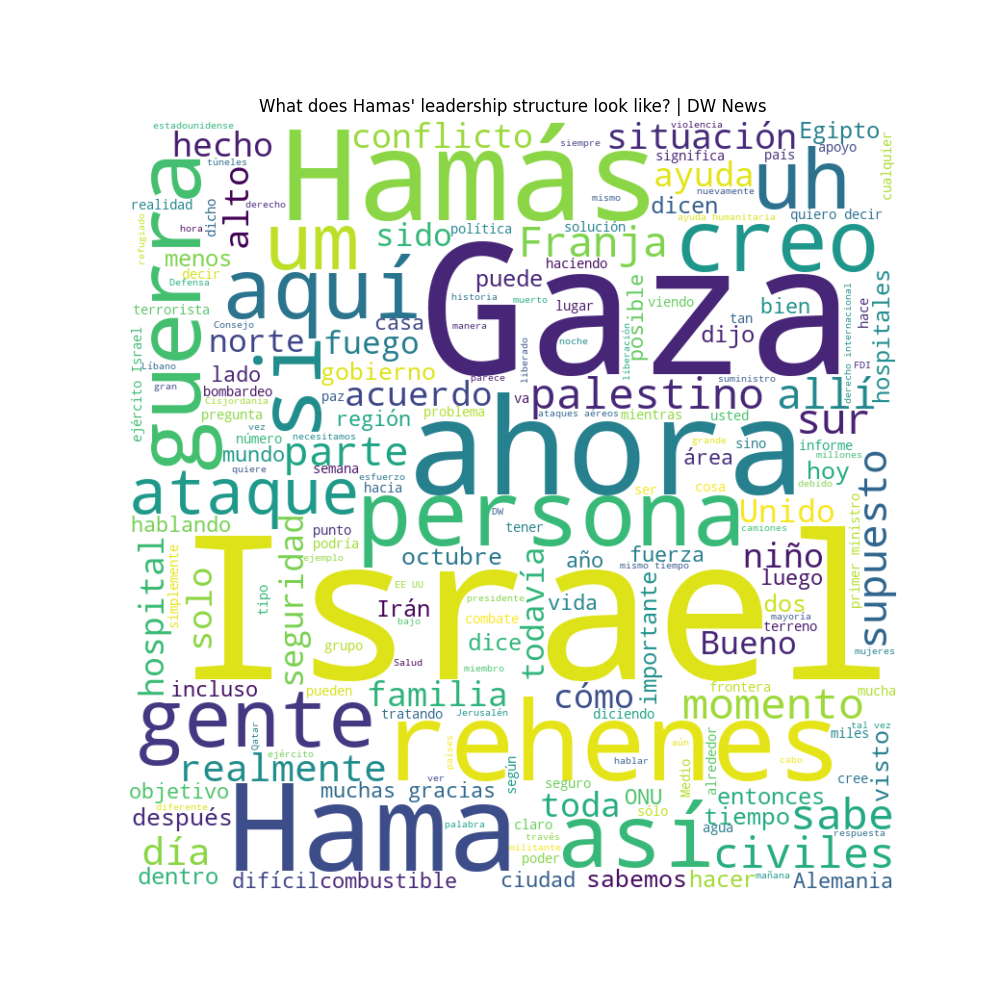 What does Hamas' leadership structure look like? | DW News
estadounidense
hecho
túneles
conflicto
Hamás
siempre
violencia
situación
significa
país
Egipto
apoyo
cualquier
guerra
realidad
dicho
derecho
alto
hora
refugiado
menos
decir
Defensa
um
sido
política
mismo
dicen
ayuda
nuevamente
uh
ayuda humanitaria
quiero decir
solución
Franja
creo
terrorista
aquí
puede
haciendo
Gaza
historia
muerto
lugar
manera
noche
viendo
posible
tan
bien
dijo
derecho internacional
hace
hospitales
Consejo
norte
casa
fuego
si
Líbano
lado
gran
bombardeo
Cisjordania
gobierno
parece
liberado
liberación
suministro
FDI
ejército Israel
paz
acuerdo
va
palestino
allí
pregunta
región
problema
ataques aéreos
mientras
usted
sur
vez
número
necesitamos
mundo
parte
ahora
grande
sino
informe
millones
área
quiere
semana
esfuerzo
hacia
ser
cosa
hoy
debido
ataque
persona
DW
tener
Unido
camiones
primer ministro
supuesto
hablando
punto
podría
ejemplo
seguridad
octubre
todavía
año
fuerza
mismo tiempo
niño
luego
hospital
simplemente
solo
tipo
EE UU
Irán
bajo
presidente
combate
vida
importante
dos
mayoria
terreno
Israel
grupo
Salud
dice
miembro
Bueno
mujeres
incluso
pueden
familia
cómo
frontera
mucha
gente
tratando
Jerusalén
diciendo
momento
tal vez
miles
Qatar
ejército
rehenes
países
hablar
aún
cabo
visto
realmente
ver
según
Medio
alrededor
cree
objetivo
diferente
muchas gracias
seguro
toda
ONU
sólo
entonces
después
Hama
palabra
claro
través
militante
poder
así
agua
tiempo
sabe
respuesta
día
dentro
difícil
combustible
ciudad
sabemos
hacer
civiles
mañana
Alemania